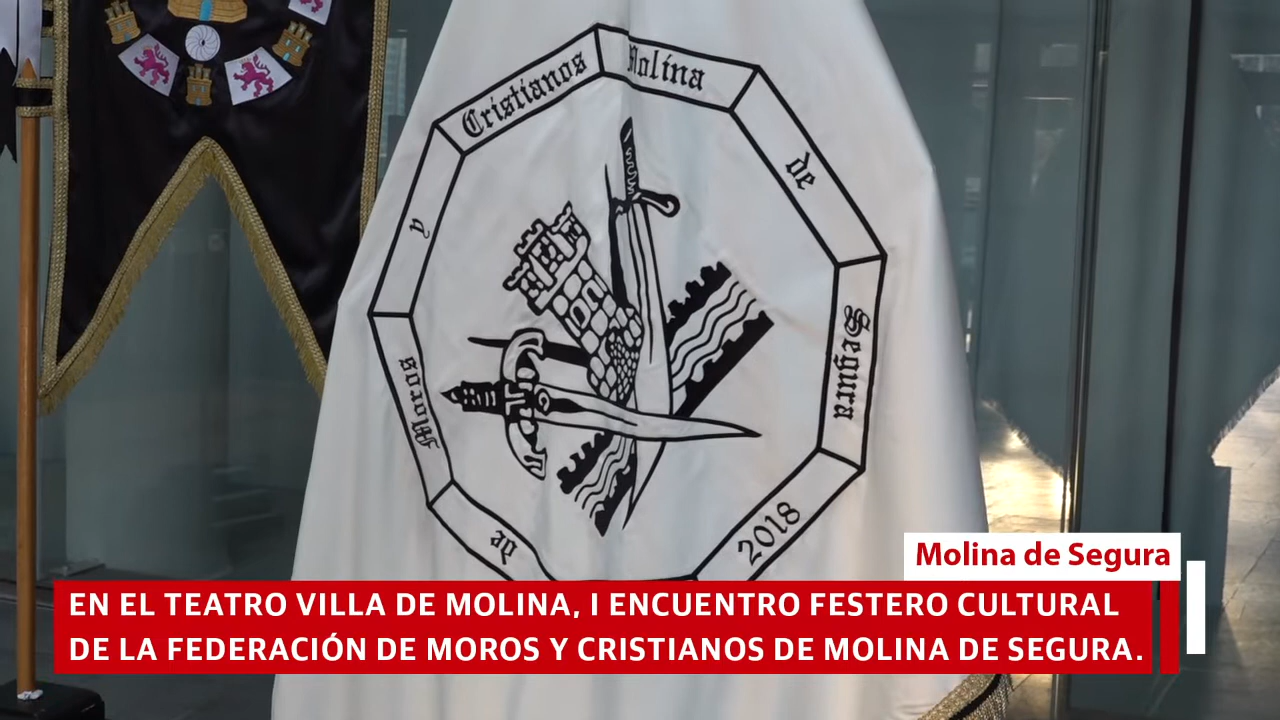 de
Moros
y
Cristianos
Molina
de
Segura
2018
Molina de Segura
EN EL TEATRO VILLA DE MOLINA, I ENCUENTRO FESTERO CULTURAL
DE LA FEDERACIÓN DE MOROS Y CRISTIANOS DE MOLINA DE SEGURA.